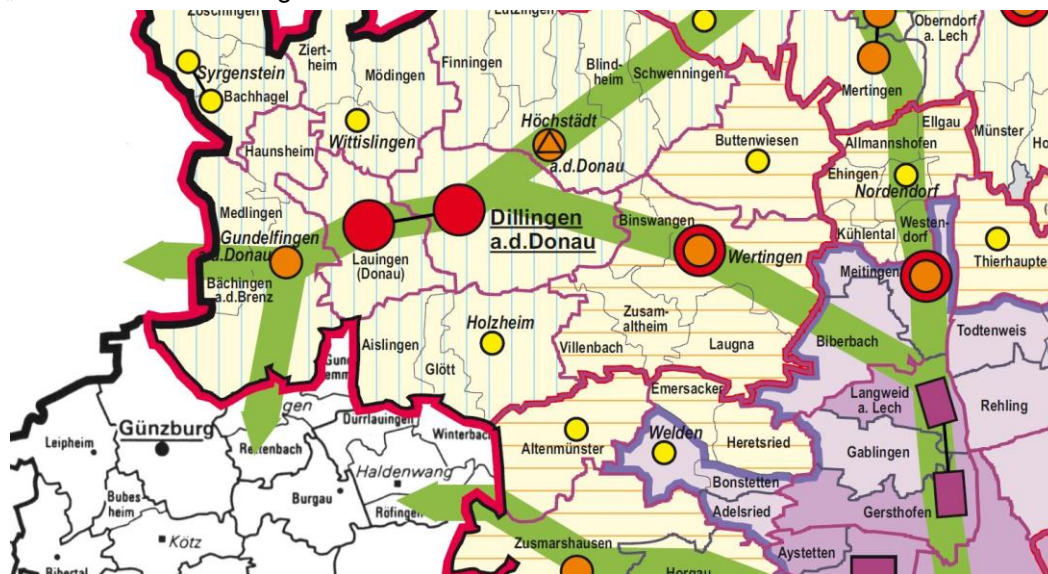 Zöschingen
Lutzingen
Oberndorf
a. Lech
Ziert-
heim
Mödingen
Finningen
Blind-
heim
Schwenningen
Syrgenstein
Bachhagel
Mertingen
Höchstädt
a.d.Donau
Ellgau
Münster
Wittislingen
Haunsheim
Buttenwiesen
Allmannshofen
Ehingen
Nordendorf
Medlingen
Dillingen
a.d.Donau
Binswangen
Westen-
dorf
Kühlental
Gundelfingen
a.d.Donau
Lauingen
(Donau)
Wertingen
Meitingen
Thierhaupten
Bächingen
a.d.Brenz
Holzheim
Zusam-
altheim
Aislingen
Villenbach
Laugna
Biberbach
Todtenweis
Glött
Emersacker
Langweid
a. Lech
Rehling
Günzburg
Dürrlauingen
Winterbach
Altenmünster
Welden
Heretsried
Leipheim
Rettenbach
Gablingen
Haldenwang
Bonstetten
Burgau
Bubes
heim
Röfingen
Adelsried
Gersthofen
Kötz
Zusmarshausen
Aystetten
Bibertal
Horgau